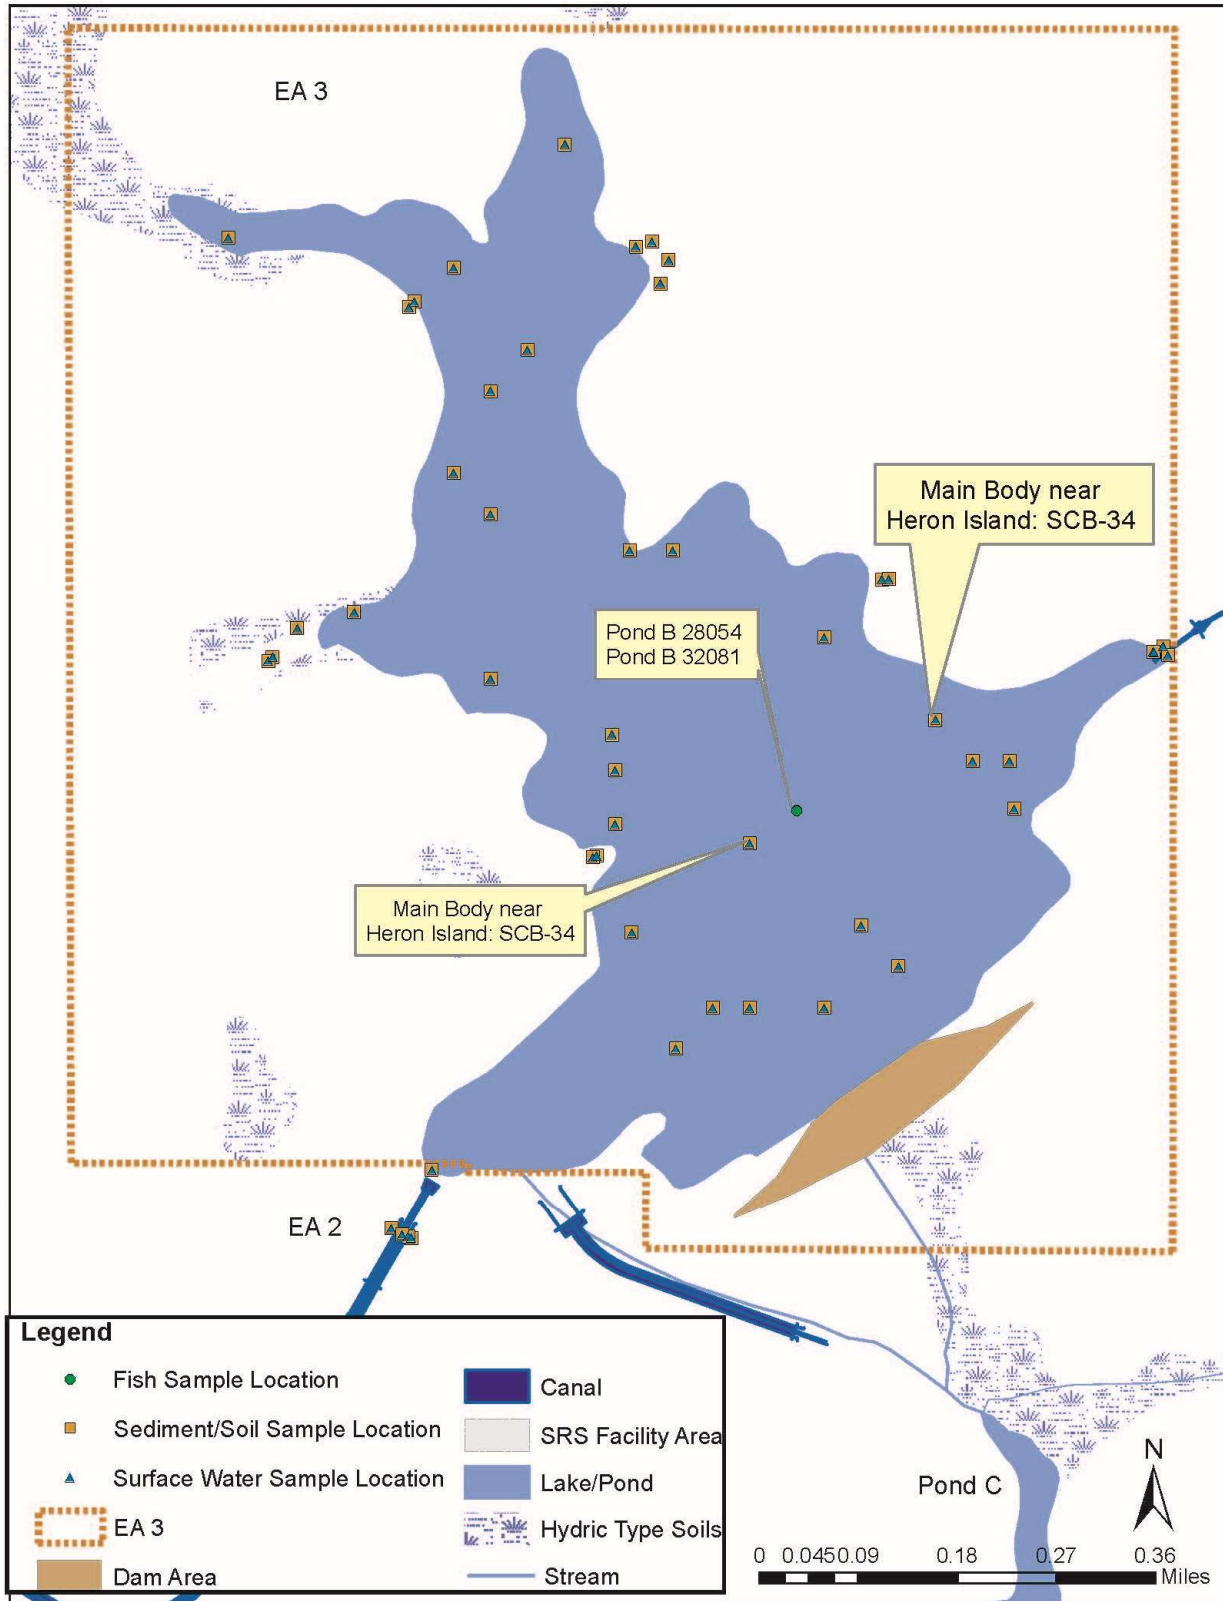 EA 3
Main Body near
Heron Island: SCB-34
Pond B 28054
Pond B 32081
Main Body near
Heron Island: SCB-34
EA 2
Legend
Fish Sample Location
Sediment/Soil Sample Location
Surface Water Sample Location
EA 3
Dam Area
Canal
SRS Facility Area
Lake/Pond
Hydric Type Soils
Stream
Pond C
N
0 0.0450.09 0.18 0.27 0.36
Miles